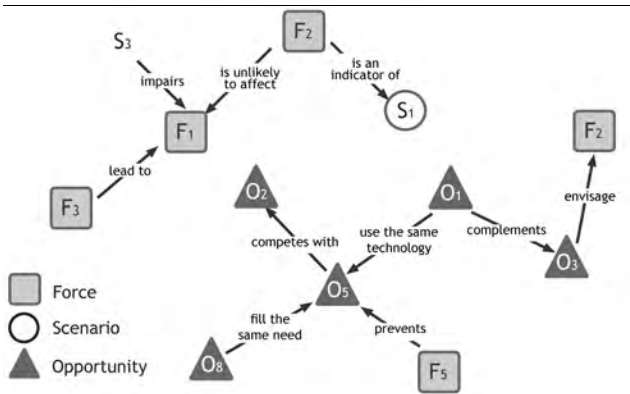 S3
F2
is unlikely
to affect
is an
indicator of
impairs
F1
S1
F2
lead to
F3
O2
O1
envisage
use the same
technology
complements
competes with
O3
O5
Force
Scenario
Opportunity
fill the
same need
prevents
O8
F5